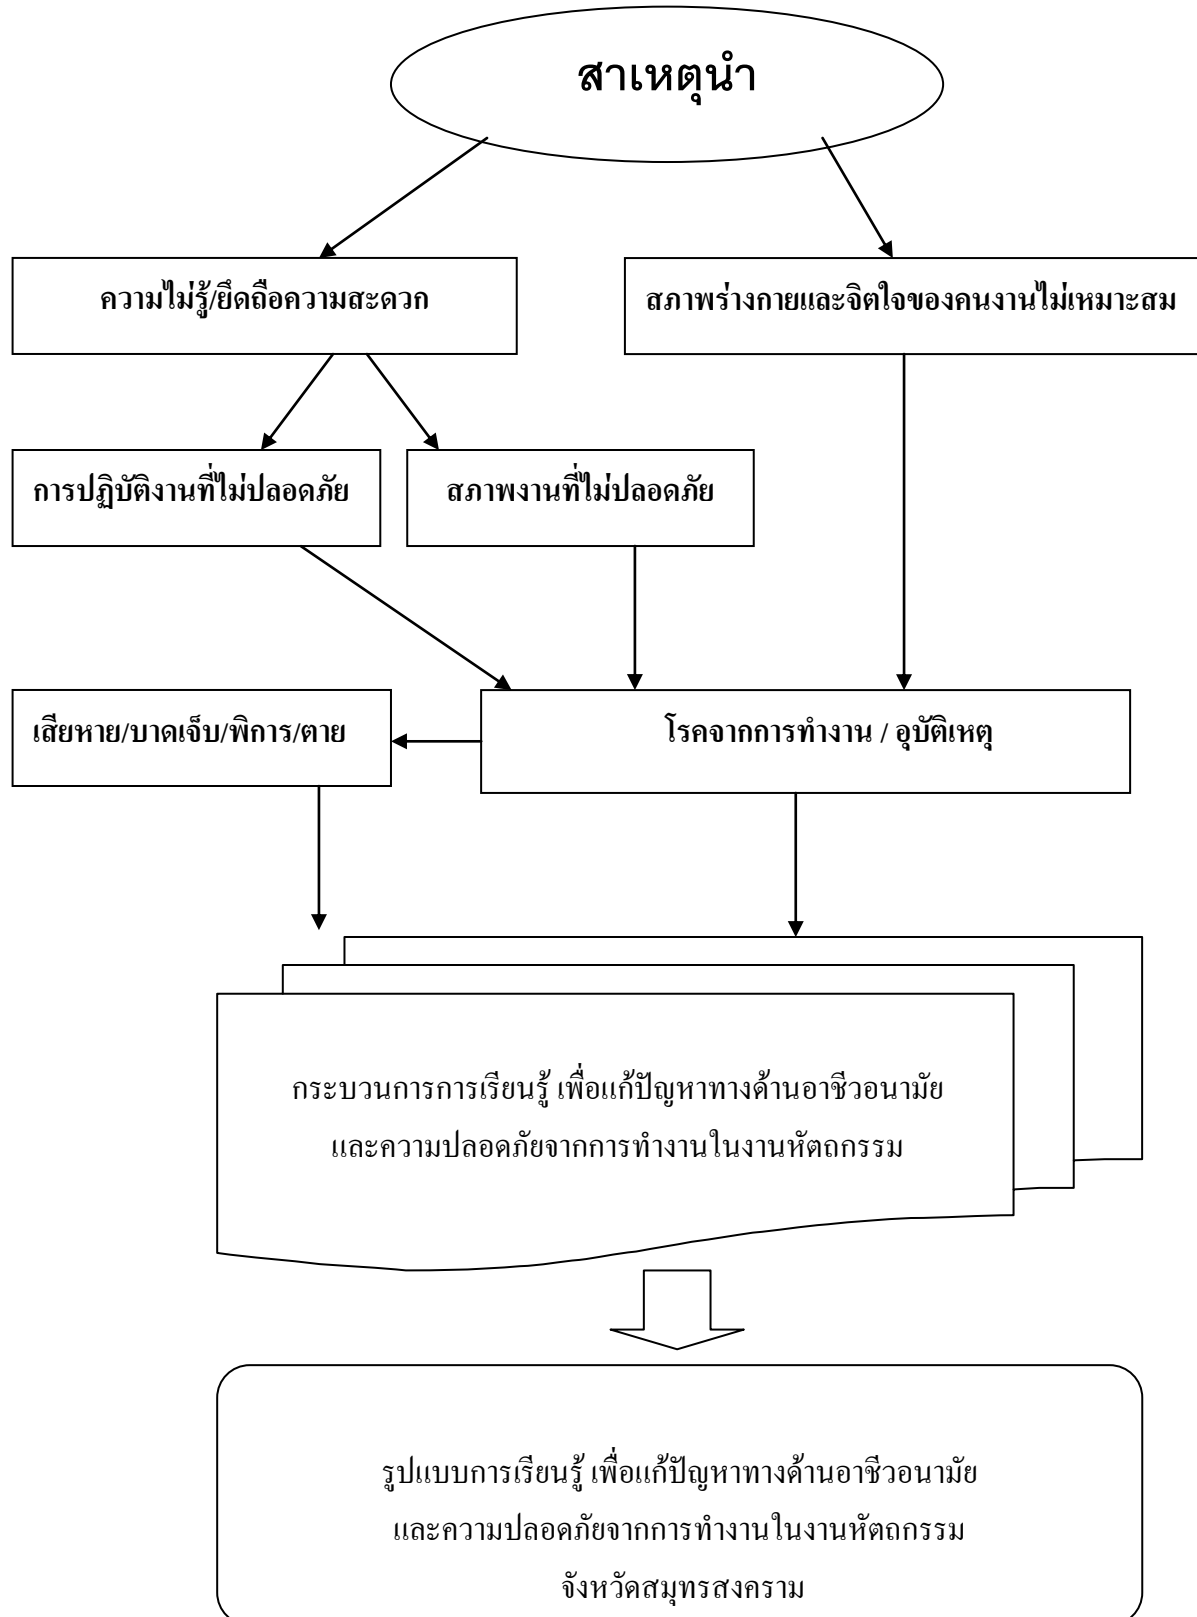 สาเหตุนำ
ความไม่รู้/ยึดถือความสะดวก
สภาพร่างกายและจิตใจของคนงานไม่เหมาะสม
การปฏิบัติงานที่ไม่ปลอดภัย
สภาพงานที่ไม่ปลอดภัย
เสียหาย/บาดเจ็บ/พิการ/ตาย
โรคจากการทำงาน / อุบัติเหตุ
กระบวนการการเรียนรู้ เพื่อแก้ปัญหาทางด้านอาชีวอนามัย
และความปลอดภัยจากการทำงานในงานหัตถกรรม
รูปแบบการเรียนรู้ เพื่อแก้ปัญหาทางด้านอาชีวอนามัย
และความปลอดภัยจากการทำงานในงานหัตถกรรม
จังหวัดสมุทรสงคราม